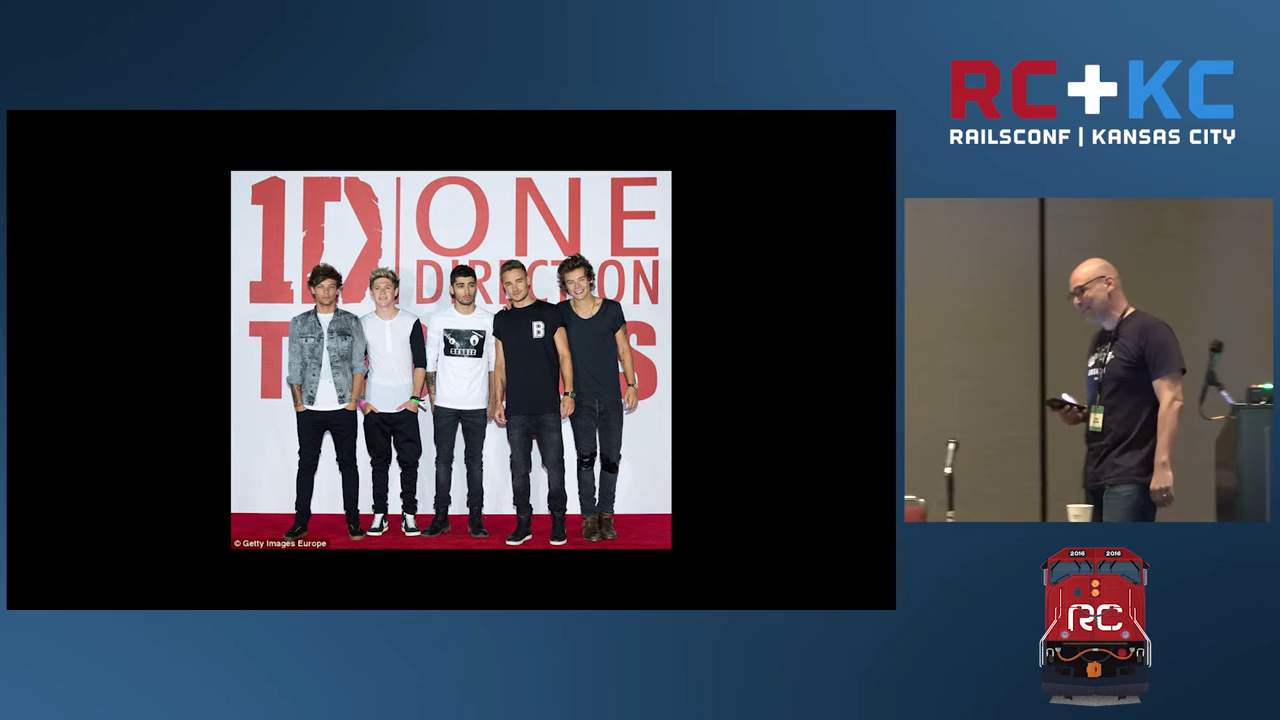 RC+KC
RAILSCONF | KANSAS CITY
1D ONE
DIRECTION
B
© Getty Images Europe
2016 2016
RC